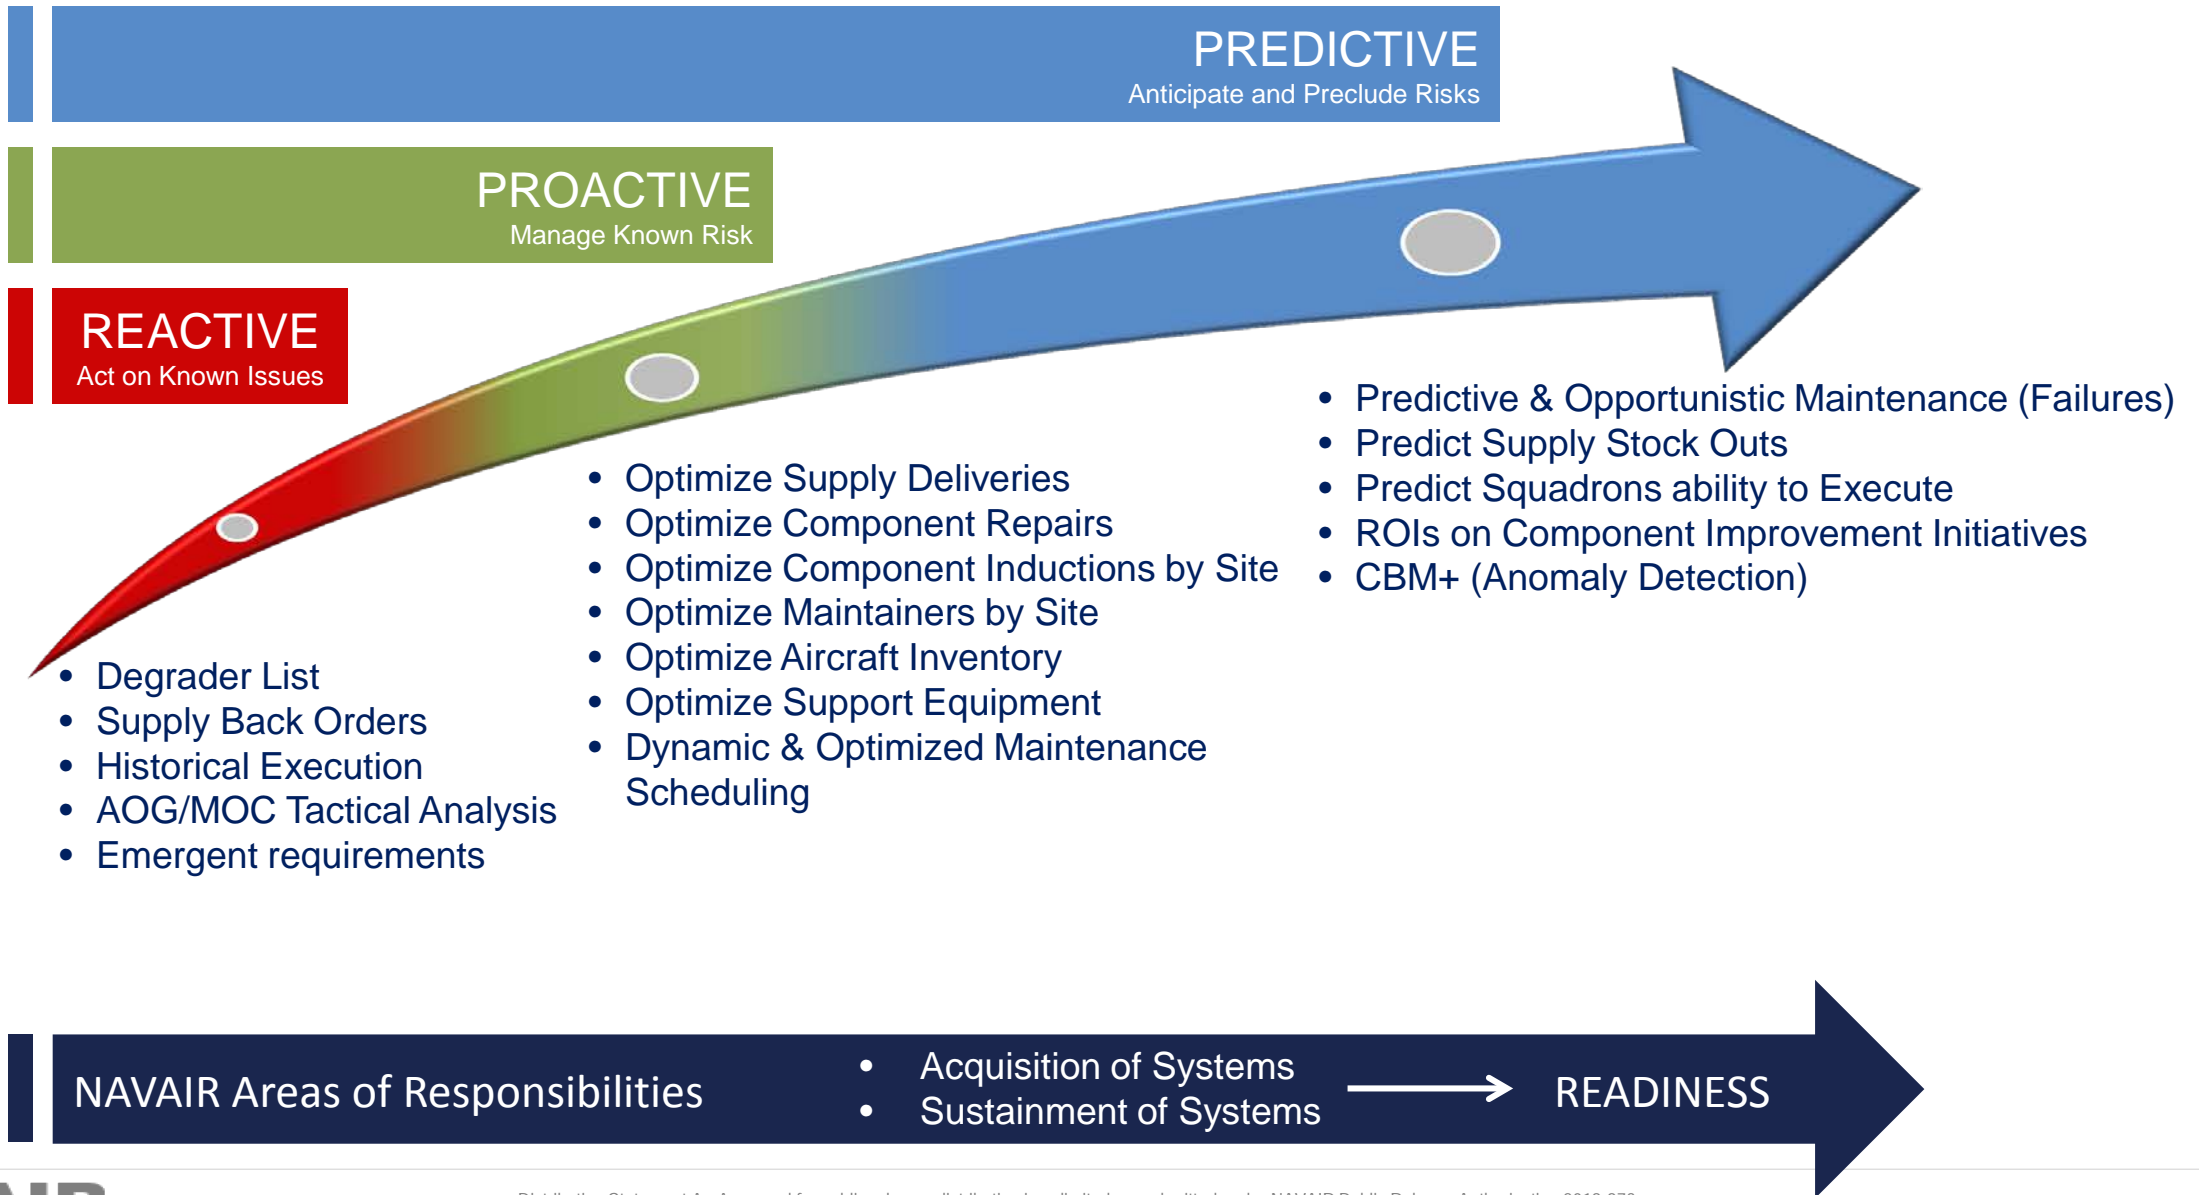 PREDICTIVE
Anticipate and Preclude Risks
PROACTIVE
Manage Known Risk
REACTIVE
Act on Known Issues
• Degrader List
• Supply Back Orders
• Historical Execution
• AOG/MOC Tactical Analysis
• Emergent requirements
• Optimize Supply Deliveries
• Optimize Component Repairs
• Optimize Component Inductions by Site
• Optimize Maintainers by Site
• Optimize Aircraft Inventory
• Optimize Support Equipment
• Dynamic & Optimized Maintenance
Scheduling
• Predictive & Opportunistic Maintenance (Failures)
• Predict Supply Stock Outs
• Predict Squadrons ability to Execute
• ROIs on Component Improvement Initiatives
• CBM+ (Anomaly Detection)
NAVAIR Areas of Responsibilities
• Acquisition of Systems
• Sustainment of Systems
READINESS